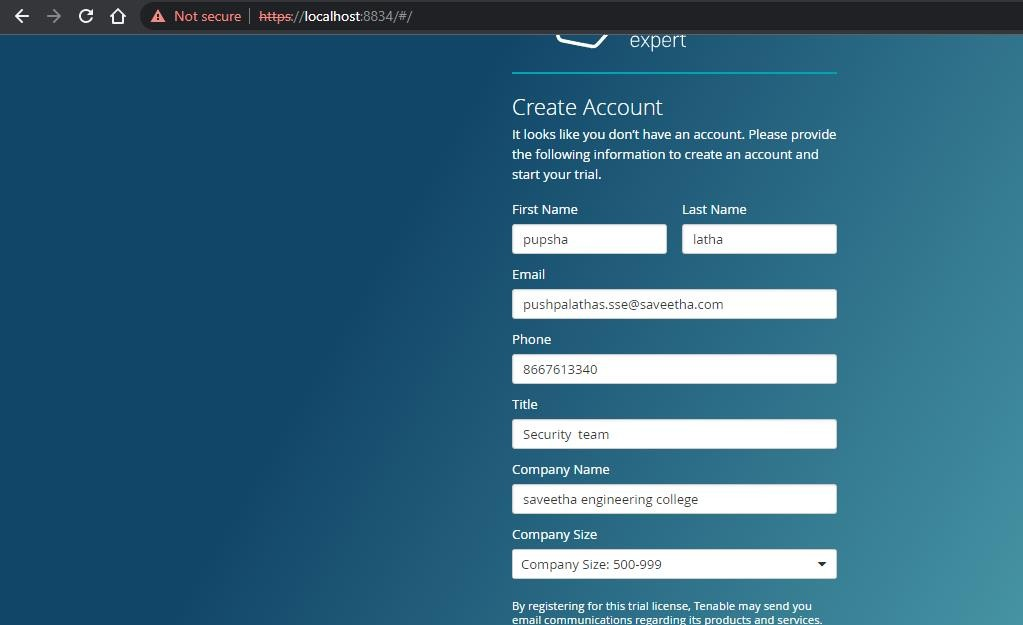 Not secure | https://localhost:8834/#/
expert
Create Account
It looks like you don’t have an account. Please provide
the following information to create an account and
start your trial.
First Name Last Name
pupsha latha
Email
pushpalathas.sse@saveetha.com
Phone
8667613340
Title
Security  team
Company Name
saveetha engineering college
Company Size
Company Size: 500-999
By registering for this trial license, Tenable may send you
email communications regarding its products and services.